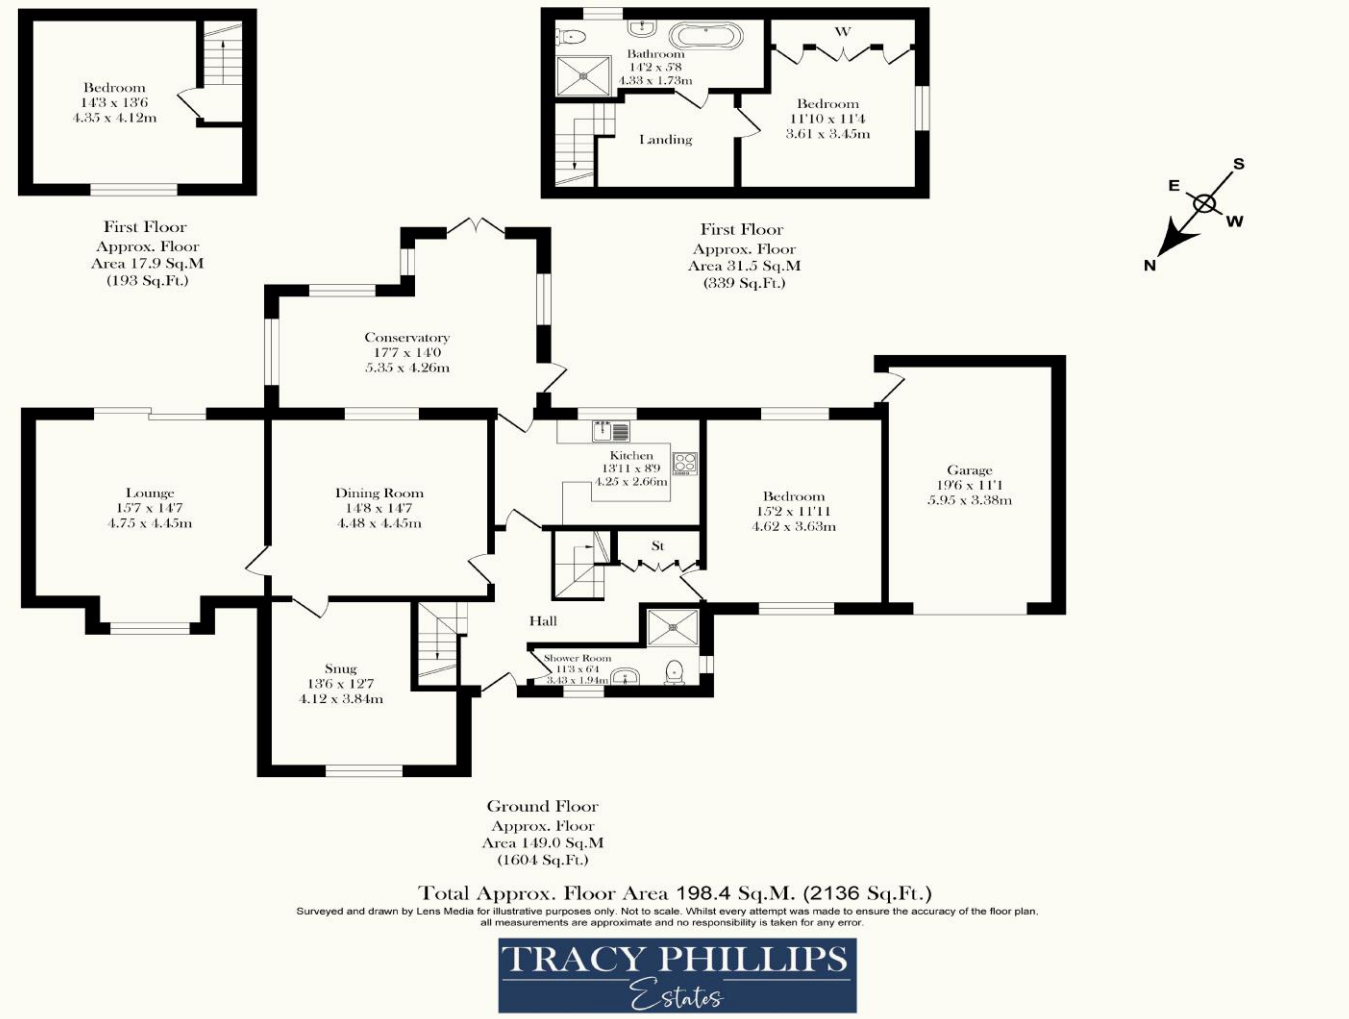 Bedroom
14'3 x 13'6
4.35 x 4.12m
First Floor
Approx. Floor
Area 17.9 Sq.M
(193 Sq.Ft.)
Bathroom
14'2 x 5'8
4.33 x 1.73m
W
Bedroom
11'10 x 11'4
3.61 x 3.45m
Landing
First Floor
Approx. Floor
Area 31.5 Sq.M
(339 Sq.Ft.)
S
E
W
N
Conservatory
17'7 x 14'0
5.35 x 4.26m
Lounge
15'7 x 14'7
4.75 x 4.45m
Dining Room
14'8 x 14'7
4.48 x 4.45m
Kitchen
13'11 x 8'9
4.25 x 2.66m
Bedroom
15'2 x 11'11
4.62 x 3.63m
Garage
19'6 x 11'1
5.95 x 3.38m
St
Hall
Shower Room
11'3 x 6'4
3.43 x 1.94m
Snug
13'6 x 12'7
4.12 x 3.84m
Ground Floor
Approx. Floor
Area 149.0 Sq.M
(1604 Sq.Ft.)
Total Approx. Floor Area 198.4 Sq.M. (2136 Sq.Ft.)
Surveyed and drawn by Lens Media for illustrative purposes only. Not to scale. Whilst every attempt was made to ensure the accuracy of the floor plan,
all measurements are approximate and no responsibility is taken for any error.
TRACY PHILLIPS
Estates